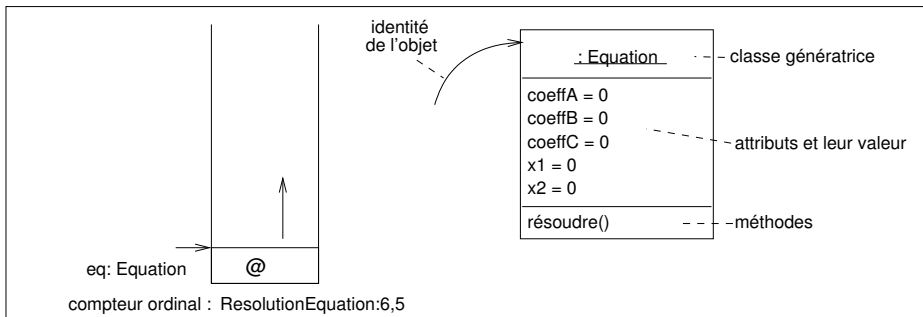 identité
de l'objet
: Equation
classe génératrice
coeffA = 0
coeffB = 0
coeffC = 0
x1 = 0
x2 = 0
attributs et leur valeur
résoudre()
méthodes
eq: Equation
@
compteur ordinal : ResolutionEquation:6,5